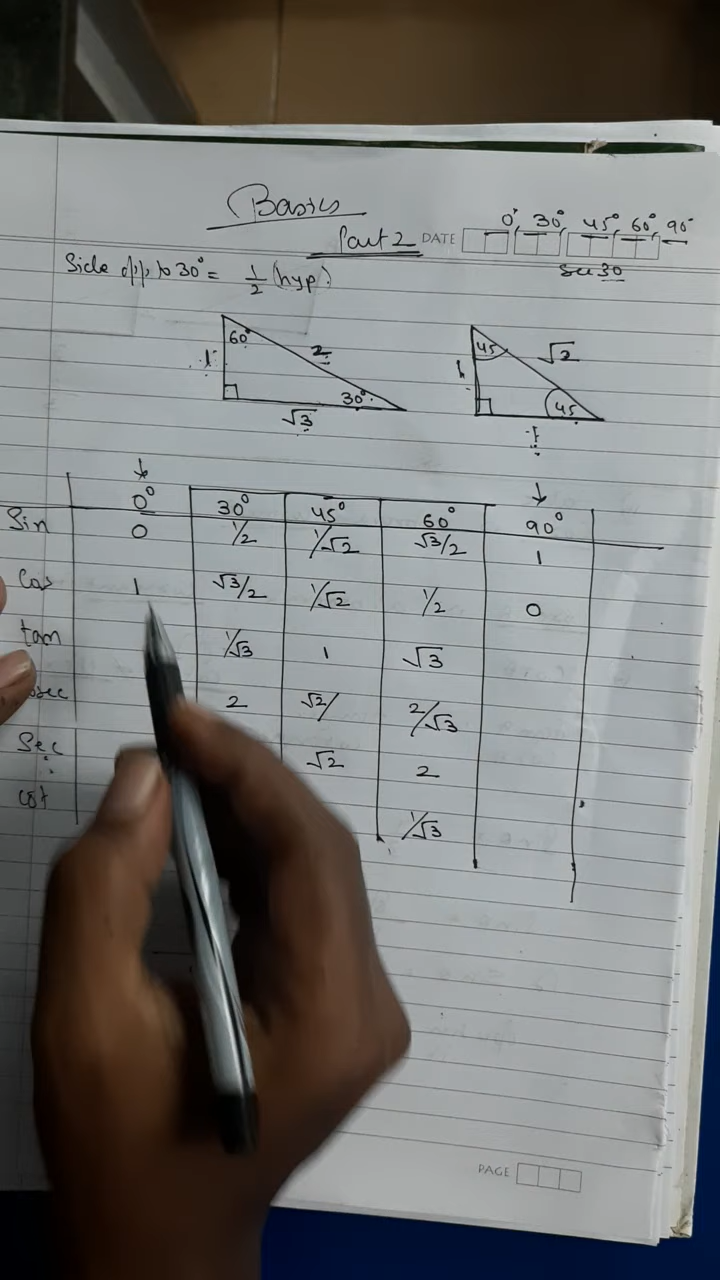 Basics
Part 2 DATE 0°, 30°, 45°, 60°, 90°
Side opp to 30° = 1/2 (hyp)
60° 2 45 √2
1 30° 1 45
√3 1
0° 30° 45° 60° 90°
Sin 0 1/2 1/√2 √3/2 1
Cos 1 √3/2 1/√2 1/2 0
tan 1/√3 1 √3
sec 2 √2/ 2/√3
Sec √2 2
cot 1/√3
PAGE